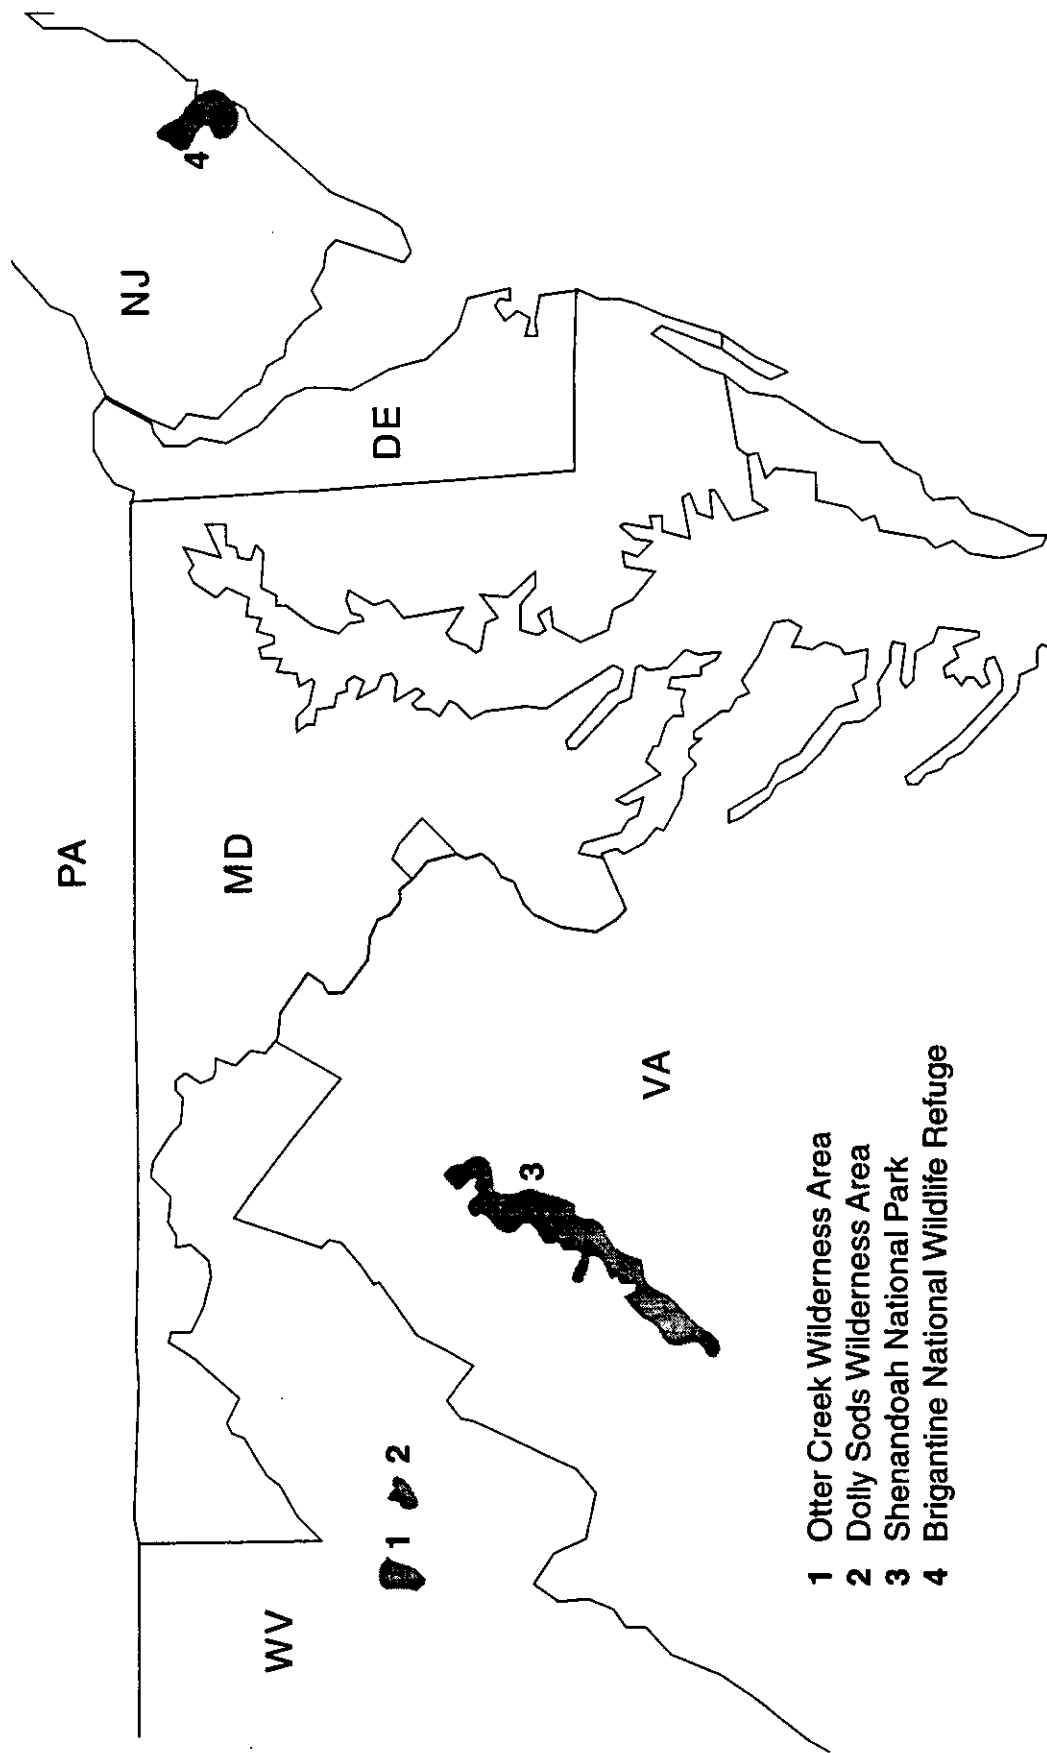 PA
NJ
MD
DE
WV
VA
4
3
1
2
1 Otter Creek Wilderness Area
2 Dolly Sods Wilderness Area
3 Shenandoah National Park
4 Brigantine National Wildlife Refuge